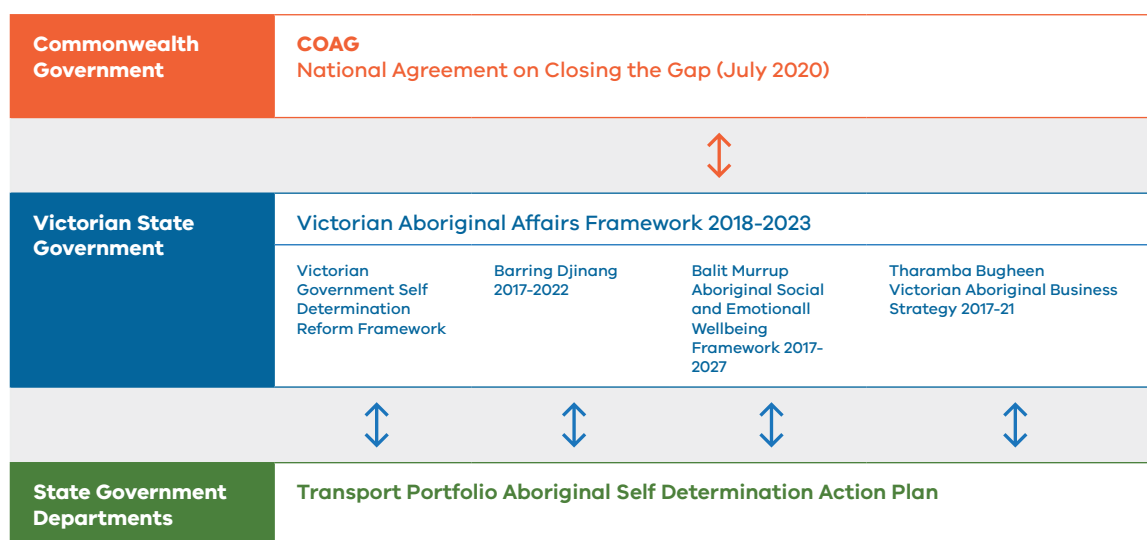 Commonwealth
Government
COAG
National Agreement on Closing the Gap (July 2020)
Victorian State
Government
Victorian Aboriginal Affairs Framework 2018-2023
Victorian
Government Self
Determination
Reform Framework
Barring Djinang
2017-2022
Balit Murrup
Aboriginal Social
and Emotionall
Wellbeing
Framework 2017-
2027
Tharamba Bugheen
Victorian Aboriginal Business
Strategy 2017-21
State Government
Departments
Transport Portfolio Aboriginal Self Determination Action Plan